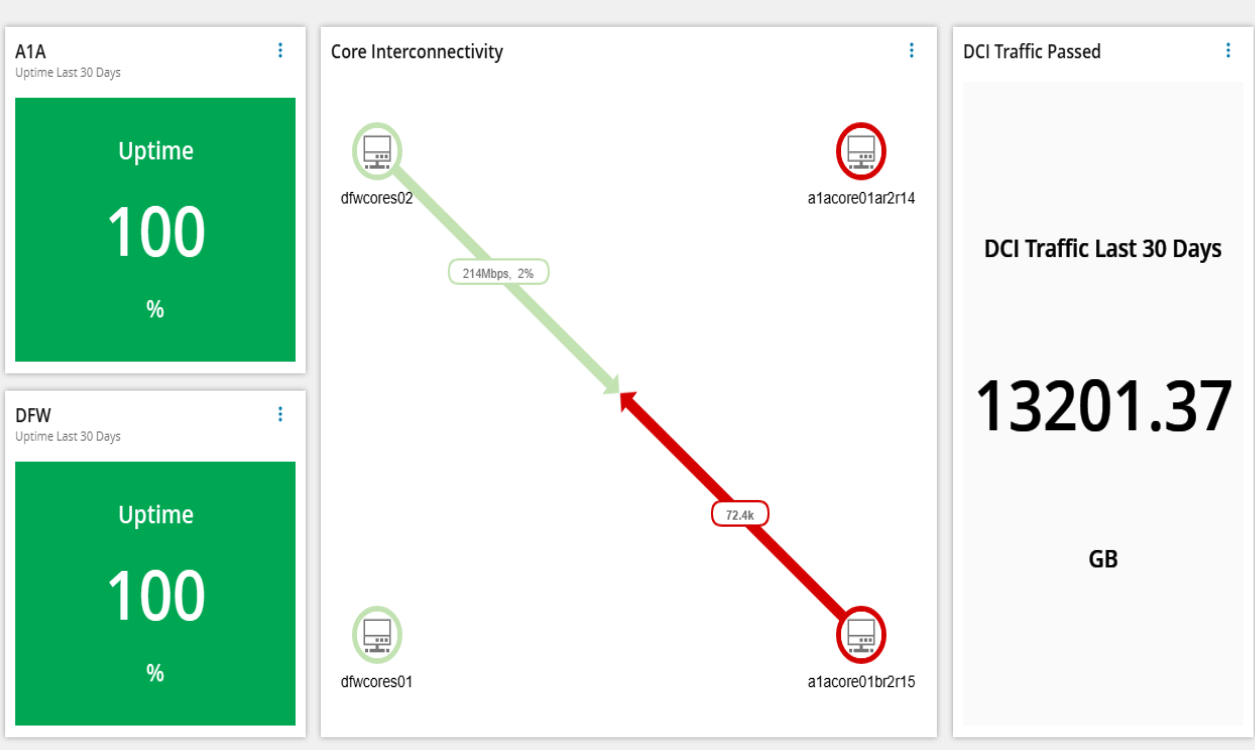 A1A
Uptime Last 30 Days
Uptime
100
%
DFW
Uptime Last 30 Days
Uptime
100
%
Core Interconnectivity
dfwcores02
a1acore01ar2r14
214Mbps, 2%
72.4k
dfwcores01
a1acore01br2r15
DCI Traffic Passed
DCI Traffic Last 30 Days
13201.37
GB